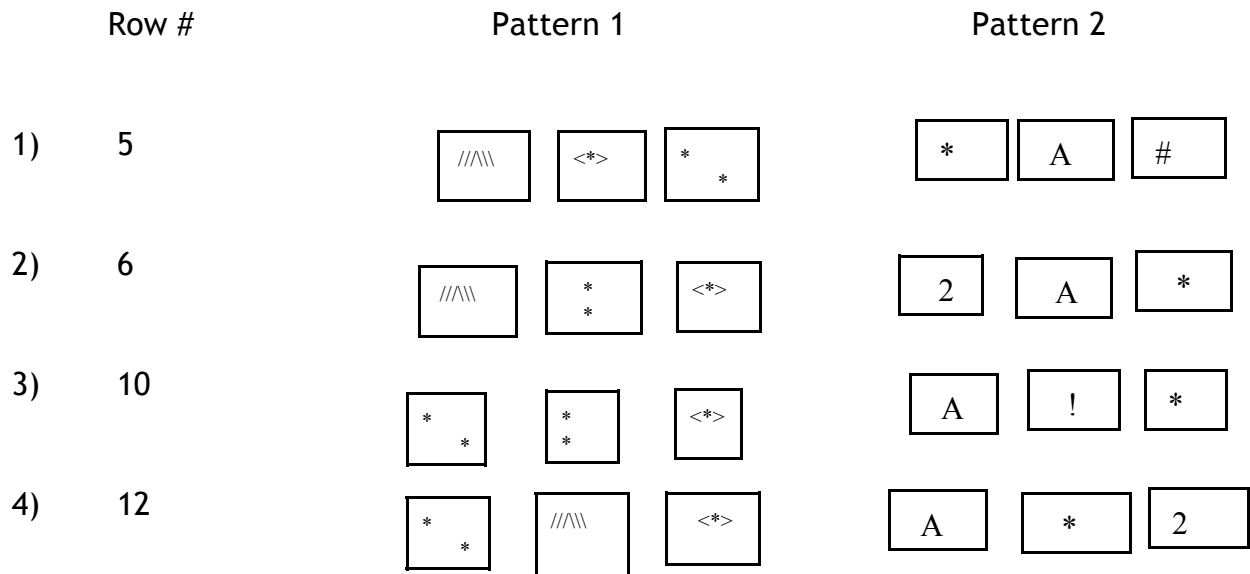 Row # Pattern 1 Pattern 2
1) 5 ///\\\ <*> * * * A #
2) 6 ///\\\ * * <*> 2 A *
3) 10 * * * * <*> A ! *
4) 12 * * ///\\\ <*> A * 2